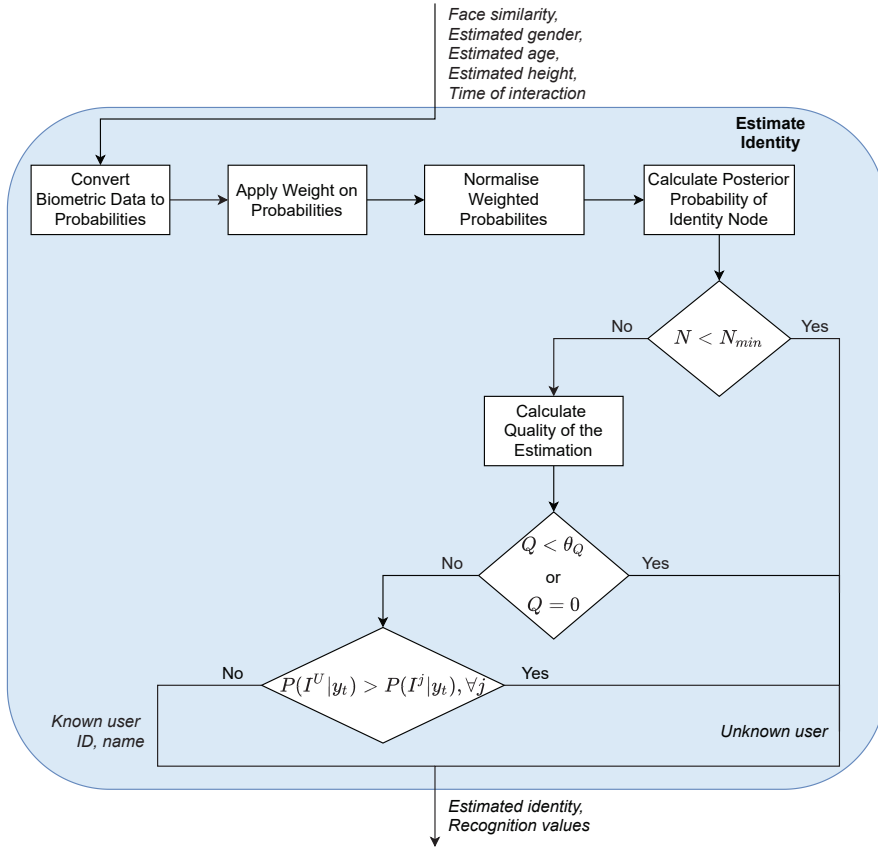 Face similarity,
Estimated gender,
Estimated age,
Estimated height,
Time of interaction
Estimate
Identity
Convert
Biometric Data to
Probabilities
Apply Weight on
Probabilities
Normalise
Weighted
Probabilites
Calculate Posterior
Probability of
Identity Node
No
N < N_{min}
Yes
Calculate
Quality of the
Estimation
No
Q < θ_Q
or
Q = 0
Yes
No
P(I^U|y_t) > P(I^j|y_t), ∀j
Yes
Known user
ID, name
Unknown user
Estimated identity,
Recognition values